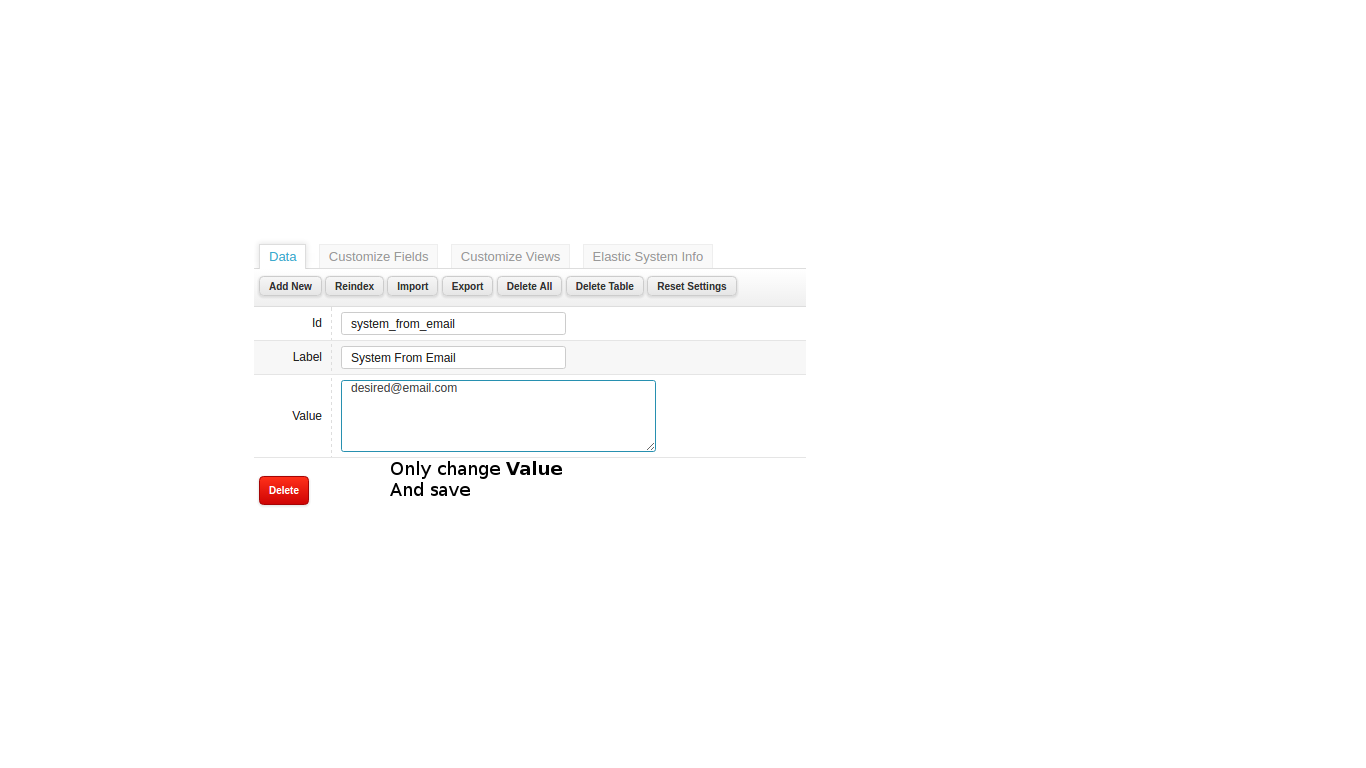 Data Customize Fields Customize Views Elastic System Info
Add New Reindex Import Export Delete All Delete Table Reset Settings
Id system_from_email
Label System From Email
Value desired@email.com
Only change Value
And save
Delete